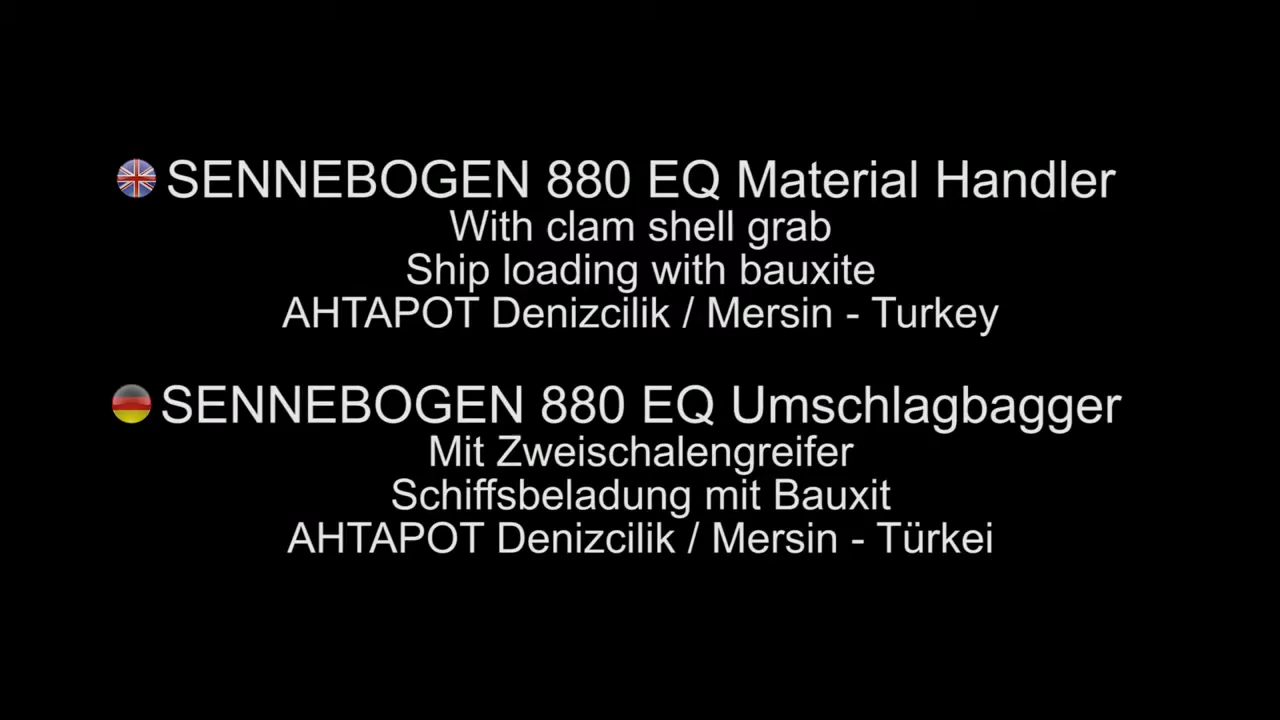 SENNEBOGEN 880 EQ Material Handler
With clam shell grab
Ship loading with bauxite
AHTAPOT Denizcilik / Mersin - Turkey
SENNEBOGEN 880 EQ Umschlagbagger
Mit Zweischalengreifer
Schiffsbeladung mit Bauxit
AHTAPOT Denizcilik / Mersin - Türkei